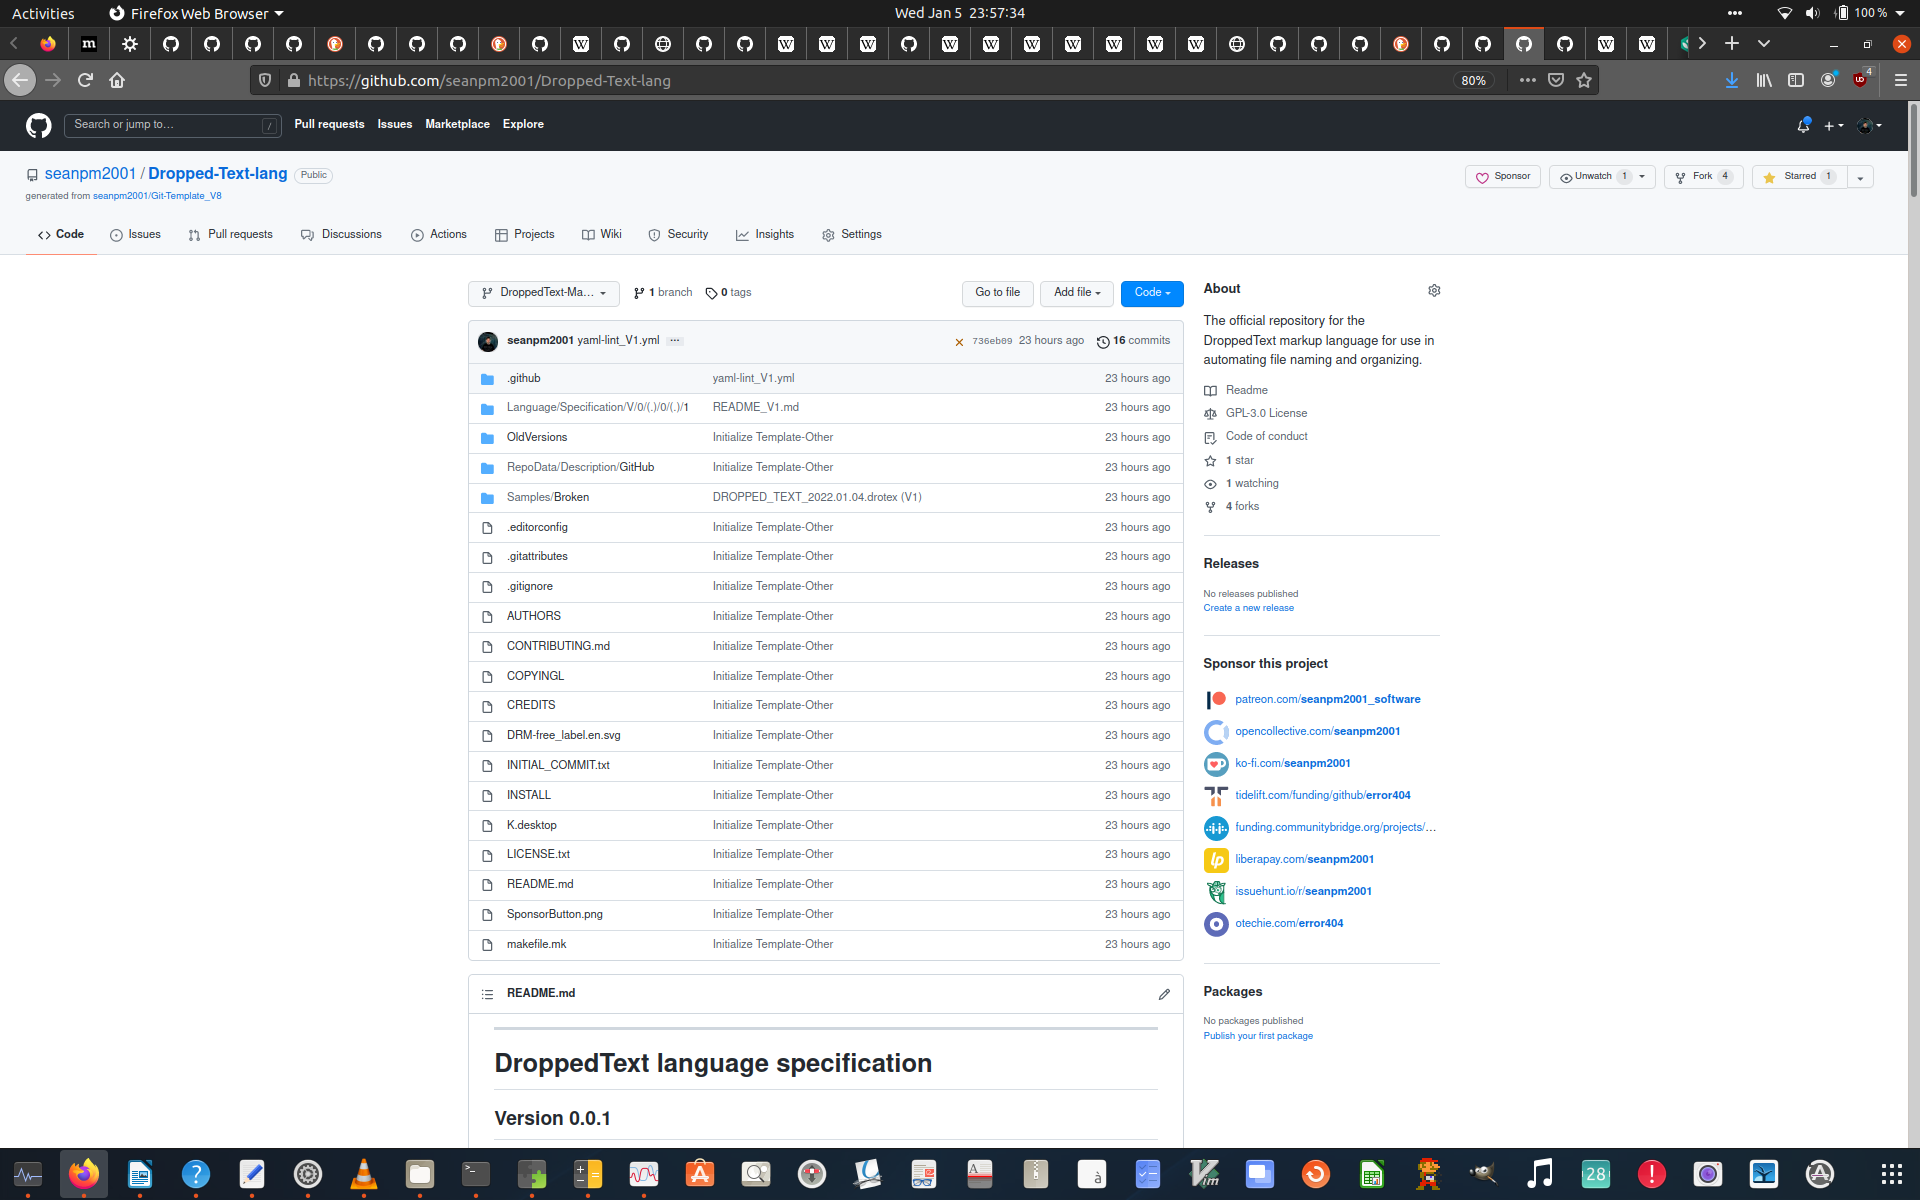 Activities
Firefox Web Browser
Wed Jan 5 23:57:34
100 %
https://github.com/seanpm2001/Dropped-Text-lang
80%
4
Search or jump to…
/
Pull requests
Issues
Marketplace
Explore
seanpm2001 / Dropped-Text-lang
Public
generated from seanpm2001/Git-Template_V8
Sponsor
Unwatch 1
Fork 4
Starred 1
Code
Issues
Pull requests
Discussions
Actions
Projects
Wiki
Security
Insights
Settings
DroppedText-Ma…
1 branch
0 tags
Go to file
Add file
Code
seanpm2001 yaml-lint_V1.yml
736eb09 23 hours ago
16 commits
.github yaml-lint_V1.yml 23 hours ago
Language/Specification/V/0/(.)/0/(.)/1 README_V1.md 23 hours ago
OldVersions Initialize Template-Other 23 hours ago
RepoData/Description/GitHub Initialize Template-Other 23 hours ago
Samples/Broken DROPPED_TEXT_2022.01.04.drotex (V1) 23 hours ago
.editorconfig Initialize Template-Other 23 hours ago
.gitattributes Initialize Template-Other 23 hours ago
.gitignore Initialize Template-Other 23 hours ago
AUTHORS Initialize Template-Other 23 hours ago
CONTRIBUTING.md Initialize Template-Other 23 hours ago
COPYINGL Initialize Template-Other 23 hours ago
CREDITS Initialize Template-Other 23 hours ago
DRM-free_label.en.svg Initialize Template-Other 23 hours ago
INITIAL_COMMIT.txt Initialize Template-Other 23 hours ago
INSTALL Initialize Template-Other 23 hours ago
K.desktop Initialize Template-Other 23 hours ago
LICENSE.txt Initialize Template-Other 23 hours ago
README.md Initialize Template-Other 23 hours ago
SponsorButton.png Initialize Template-Other 23 hours ago
makefile.mk Initialize Template-Other 23 hours ago
README.md
DroppedText language specification
Version 0.0.1
About
The official repository for the
DroppedText markup language for use in
automating file naming and organizing.
Readme
GPL-3.0 License
Code of conduct
1 star
1 watching
4 forks
Releases
No releases published
Create a new release
Sponsor this project
patreon.com/seanpm2001_software
opencollective.com/seanpm2001
ko-fi.com/seanpm2001
tidelift.com/funding/github/error404
funding.communitybridge.org/projects/…
liberapay.com/seanpm2001
issuehunt.io/r/seanpm2001
otechie.com/error404
Packages
No packages published
Publish your first package
28